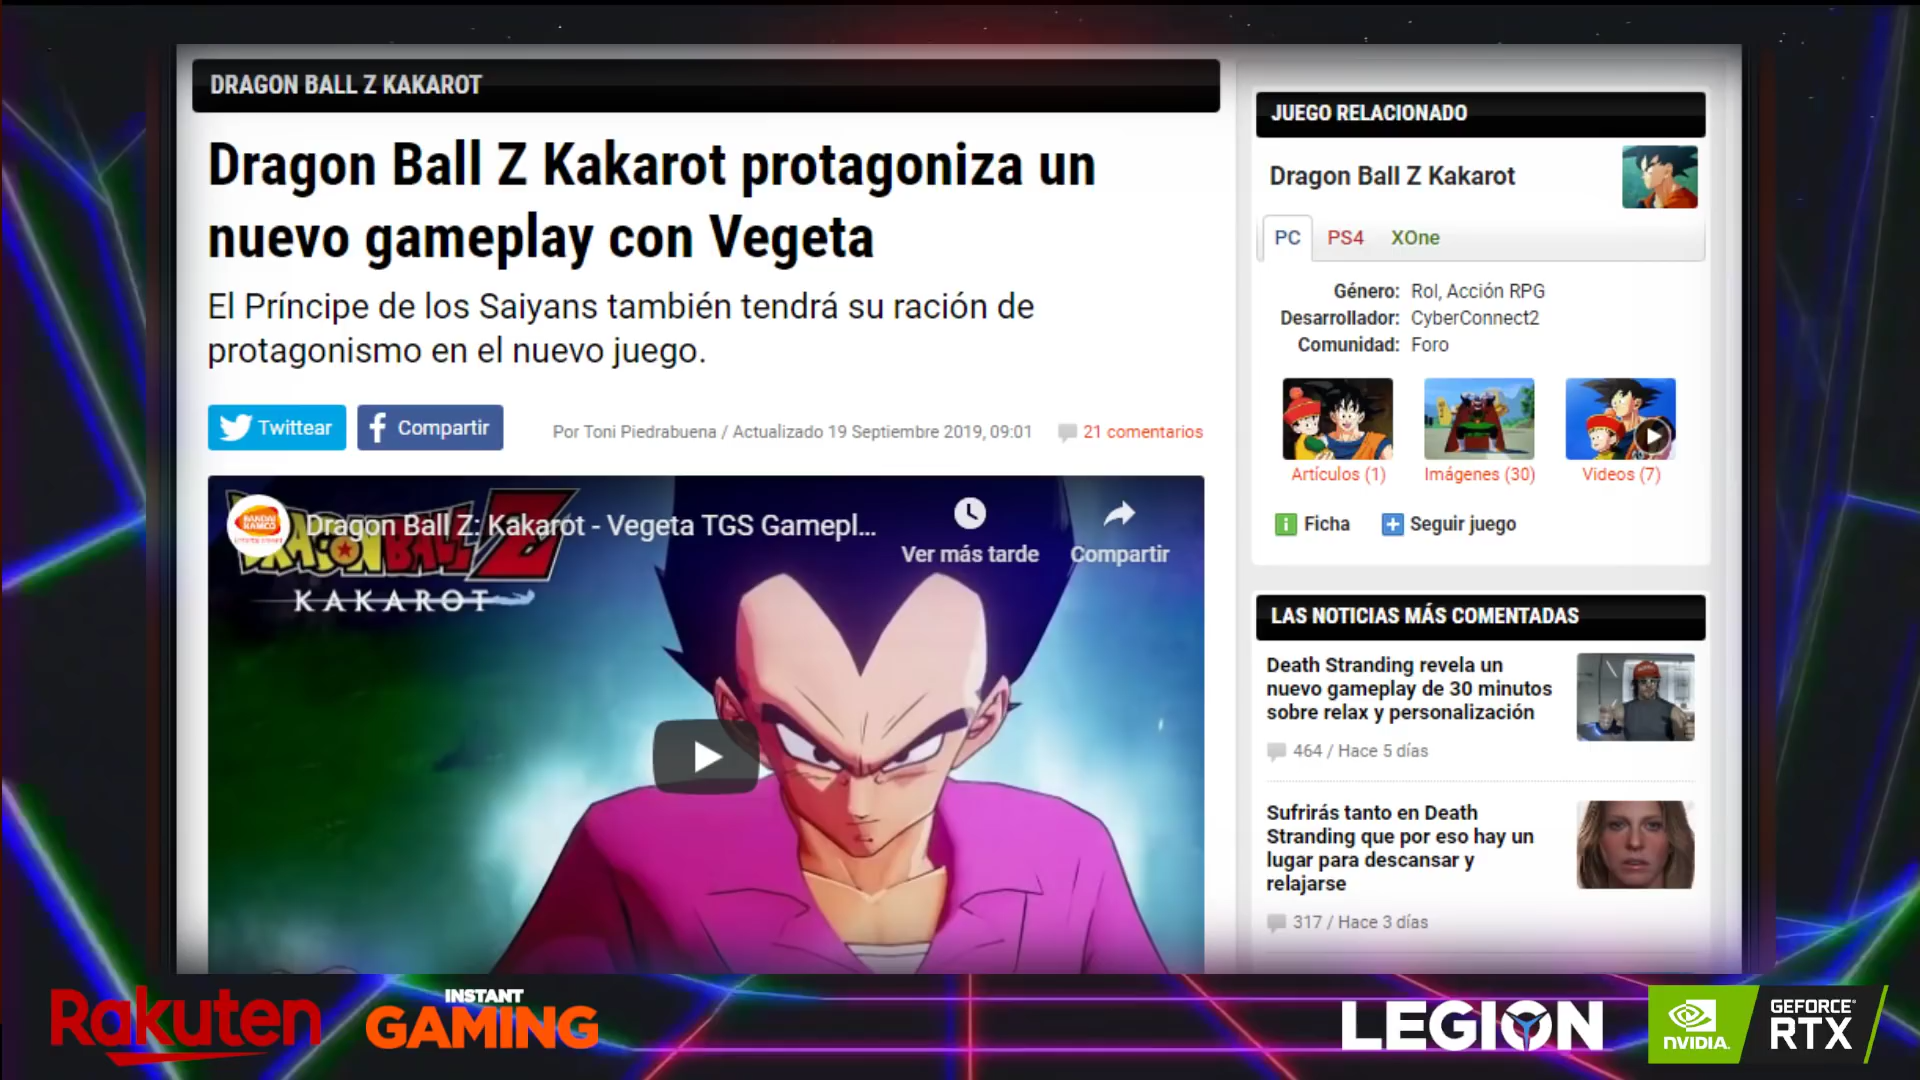 DRAGON BALL Z KAKAROT
Dragon Ball Z Kakarot protagoniza un
nuevo gameplay con Vegeta
El Príncipe de los Saiyans también tendrá su ración de
protagonismo en el nuevo juego.
Twittear
Compartir
Por Toni Piedrabuena / Actualizado 19 Septiembre 2019, 09:01
21 comentarios
BANDAI
NAMCO
Dragon Ball Z: Kakarot - Vegeta TGS Gamepl...
Ver más tarde
Compartir
DRAGON BALL Z
KAKAROT
JUEGO RELACIONADO
Dragon Ball Z Kakarot
PC PS4 XOne
Género: Rol, Acción RPG
Desarrollador: CyberConnect2
Comunidad: Foro
Artículos (1)
Imágenes (30)
Videos (7)
Ficha
Seguir juego
LAS NOTICIAS MÁS COMENTADAS
Death Stranding revela un
nuevo gameplay de 30 minutos
sobre relax y personalización
464 / Hace 5 días
Sufrirás tanto en Death
Stranding que por eso hay un
lugar para descansar y
relajarse
317 / Hace 3 días
Rakuten
INSTANT
GAMING
LEGION
NVIDIA.
GEFORCE
RTX